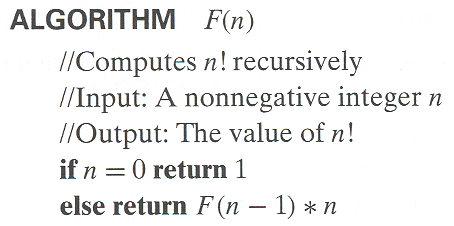 ALGORITHM F(n)
//Computes n! recursively
//Input: A nonnegative integer n
//Output: The value of n!
if n = 0 return 1
else return F(n − 1) ∗ n